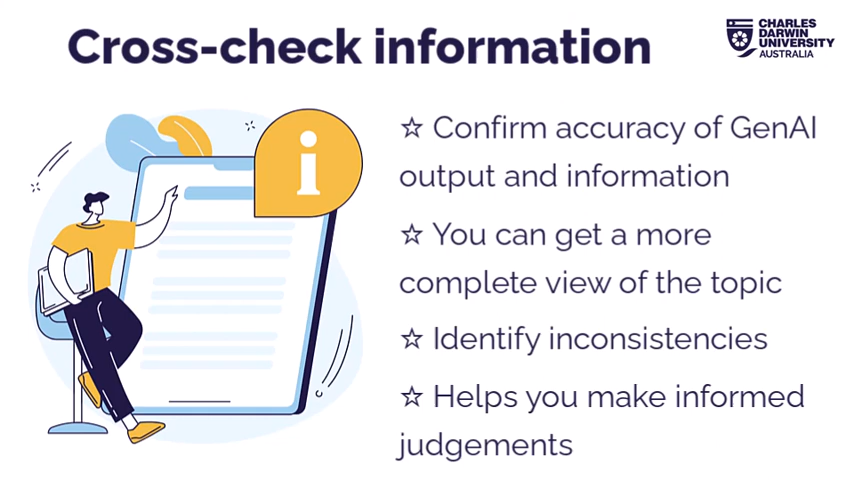 Cross-check information
CHARLES
DARWIN
UNIVERSITY
AUSTRALIA
i
☆ Confirm accuracy of GenAI
output and information
☆ You can get a more
complete view of the topic
☆ Identify inconsistencies
☆ Helps you make informed
judgements